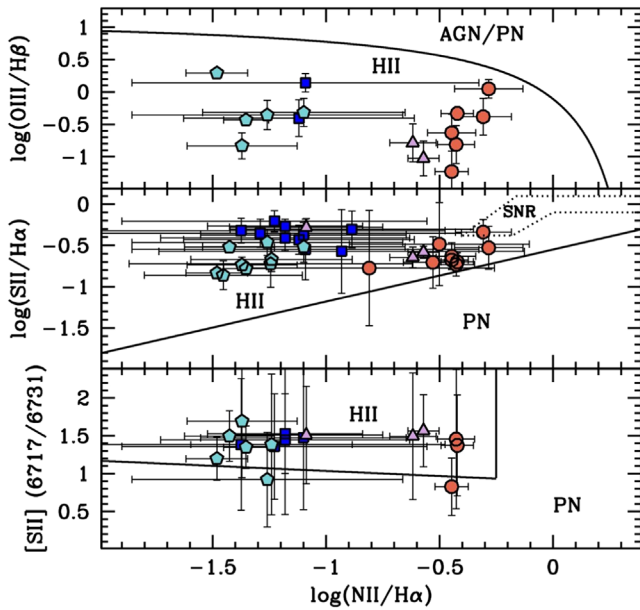 AGN/PN
HII
log(OIII/Hβ)
1
0.5
0
−0.5
−1
SNR
HII
PN
log(SII/Hα)
0
−0.5
−1
−1.5
HII
PN
[SII] (6717/6731)
2
1.5
1
0.5
−1.5 −1 −0.5 0
log(NII/Hα)